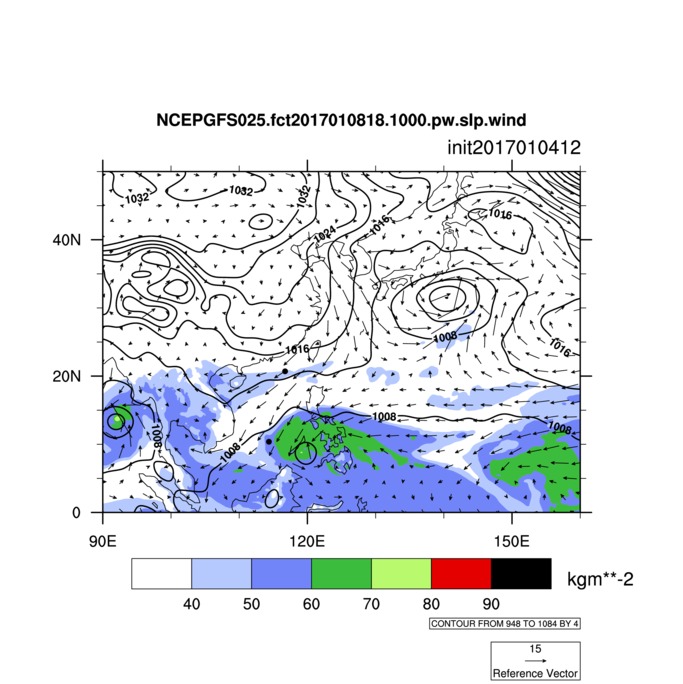 NCEPGFS025.fct2017010818.1000.pw.slp.wind
init2017010412
1032
1032
1032
1024
1016
1016
40N
1008
1016
1016
20N
1008
1008
1008
1008
0
90E 120E 150E
kgm**-2
40 50 60 70 80 90
CONTOUR FROM 948 TO 1084 BY 4
15
Reference Vector